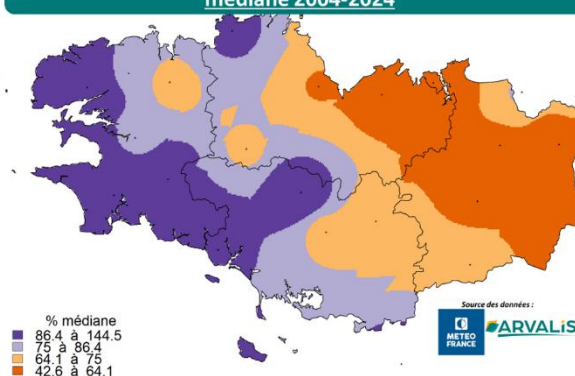 médiane 2004-2024
% médiane
86.4 à 144.5
75 à 86.4
64.1 à 75
42.6 à 64.1
Source des données :
METEO
FRANCE
ARVALIS